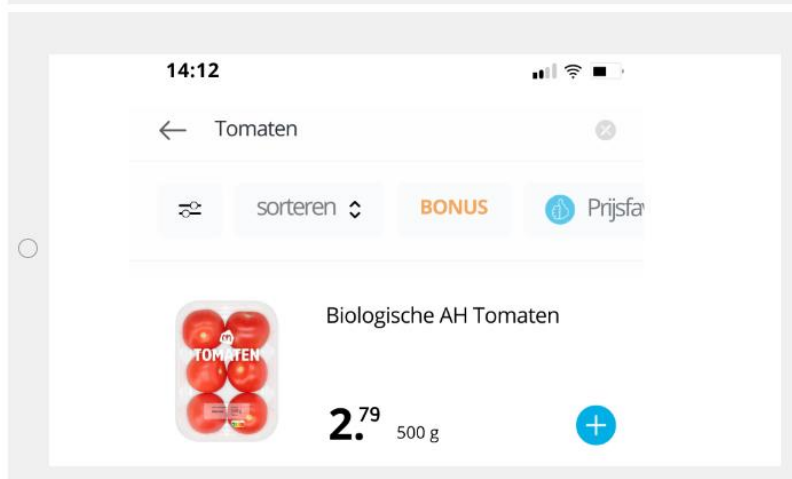 14:12
Tomaten
sorteren
BONUS
Prijsfa
Biologische AH Tomaten
TOMATEN
2.79 500 g